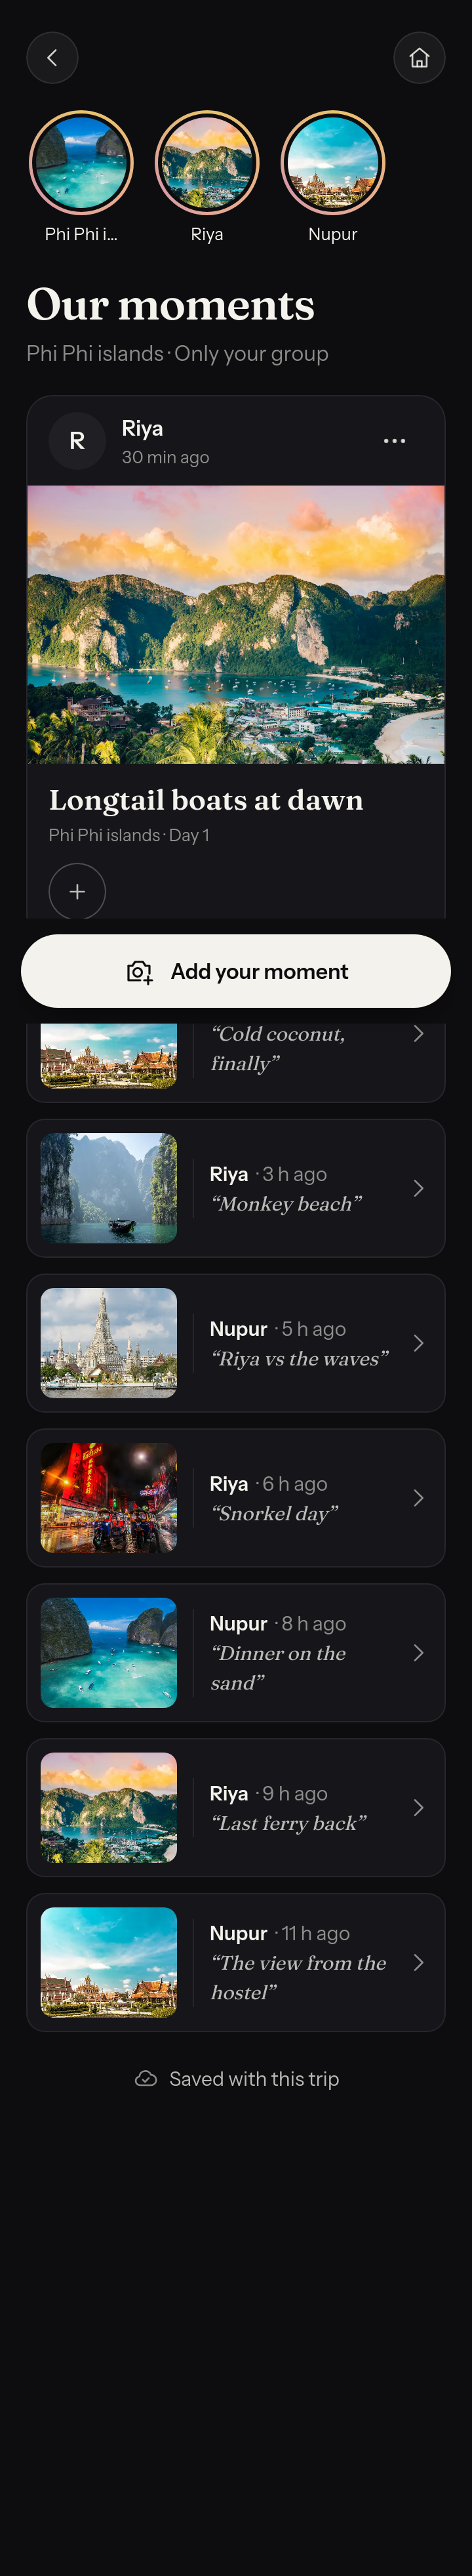 Phi Phi i...
Riya
Nupur
Our moments
Phi Phi islands · Only your group
R
Riya
30 min ago
Longtail boats at dawn
Phi Phi islands · Day 1
Add your moment
“Cold coconut,
finally”
Riya · 3 h ago
“Monkey beach”
Nupur · 5 h ago
“Riya vs the waves”
Riya · 6 h ago
“Snorkel day”
Nupur · 8 h ago
“Dinner on the
sand”
Riya · 9 h ago
“Last ferry back”
Nupur · 11 h ago
“The view from the
hostel”
Saved with this trip